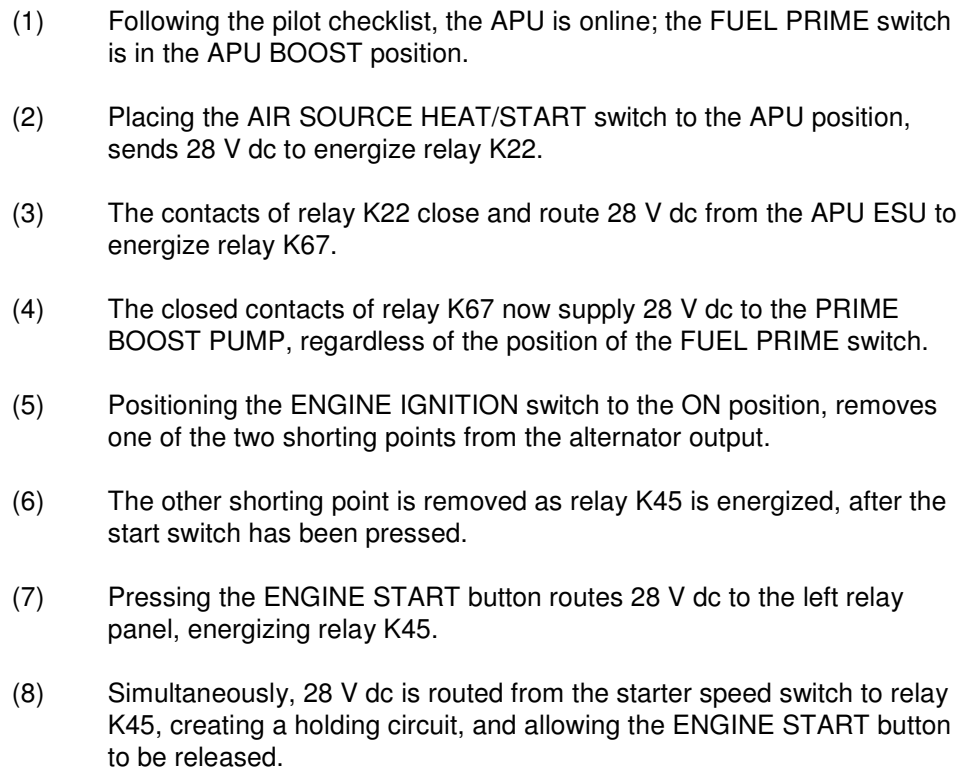 (1) Following the pilot checklist, the APU is online; the FUEL PRIME switch
is in the APU BOOST position.
(2) Placing the AIR SOURCE HEAT/START switch to the APU position,
sends 28 V dc to energize relay K22.
(3) The contacts of relay K22 close and route 28 V dc from the APU ESU to
energize relay K67.
(4) The closed contacts of relay K67 now supply 28 V dc to the PRIME
BOOST PUMP, regardless of the position of the FUEL PRIME switch.
(5) Positioning the ENGINE IGNITION switch to the ON position, removes
one of the two shorting points from the alternator output.
(6) The other shorting point is removed as relay K45 is energized, after the
start switch has been pressed.
(7) Pressing the ENGINE START button routes 28 V dc to the left relay
panel, energizing relay K45.
(8) Simultaneously, 28 V dc is routed from the starter speed switch to relay
K45, creating a holding circuit, and allowing the ENGINE START button
to be released.